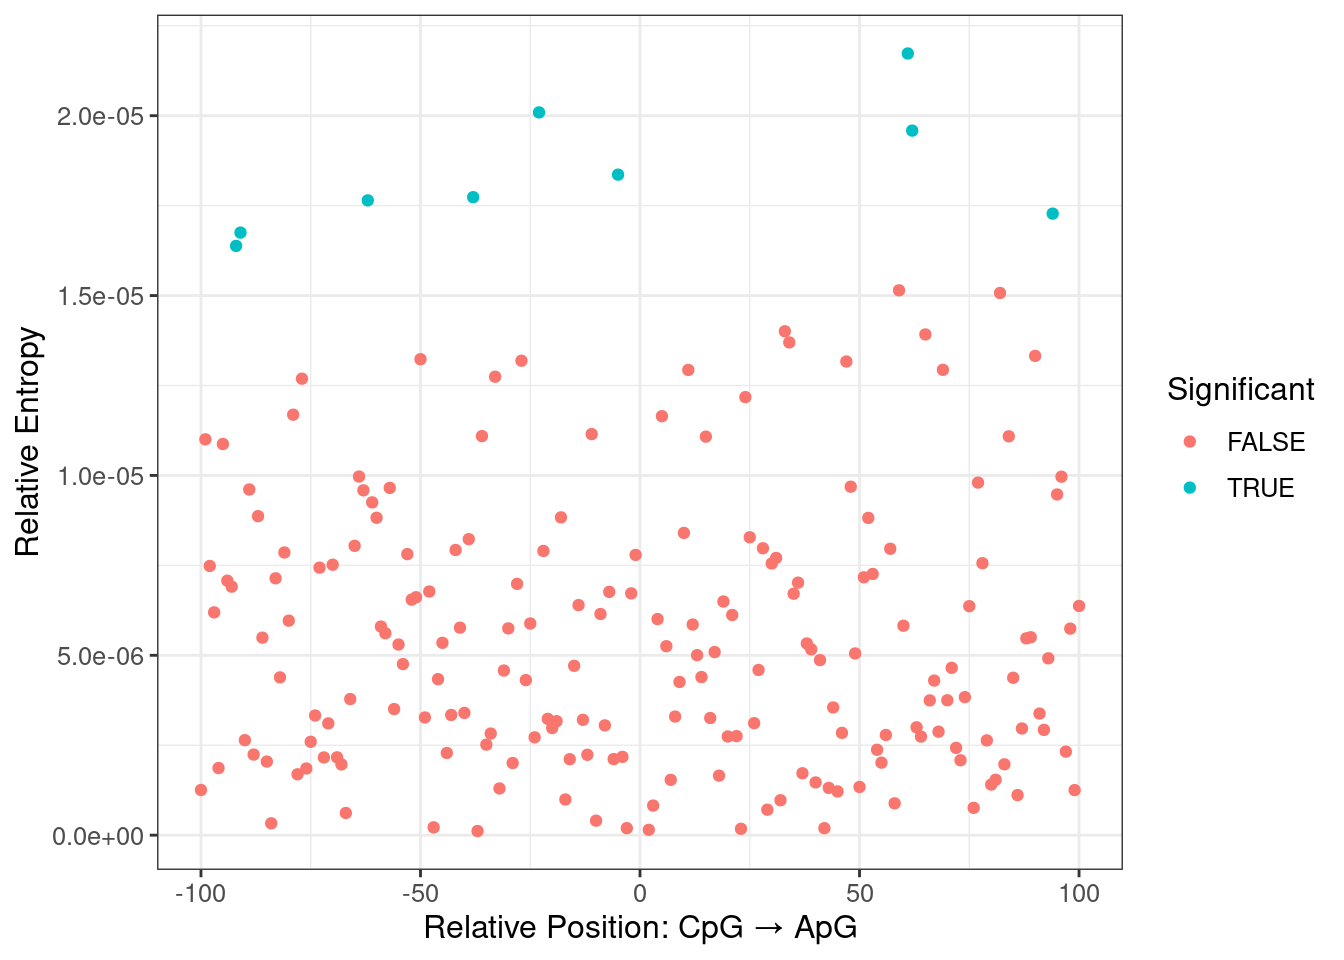 2.0e-05
1.5e-05
1.0e-05
5.0e-06
0.0e+00
Relative Entropy
-100 -50 0 50 100
Relative Position: CpG → ApG
Significant
FALSE
TRUE